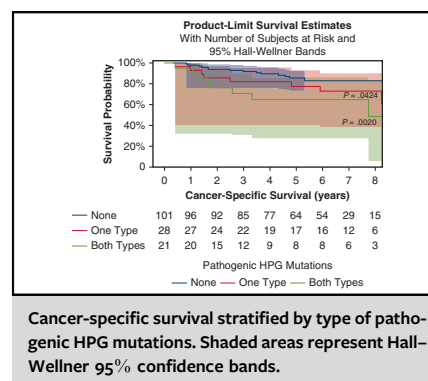 Product-Limit Survival Estimates
With Number of Subjects at Risk and
95% Hall-Wellner Bands
Survival Probability
100%
80%
60%
40%
20%
0%
P = .0424
P = .0020
0 1 2 3 4 5 6 7 8
Cancer-Specific Survival (years)
None 101 96 92 85 77 64 54 29 15
One Type 28 27 24 22 19 17 16 12 6
Both Types 21 20 15 12 9 8 8 6 3
Pathogenic HPG Mutations
None One Type Both Types
Cancer-specific survival stratified by type of patho-
genic HPG mutations. Shaded areas represent Hall–
Wellner 95% confidence bands.